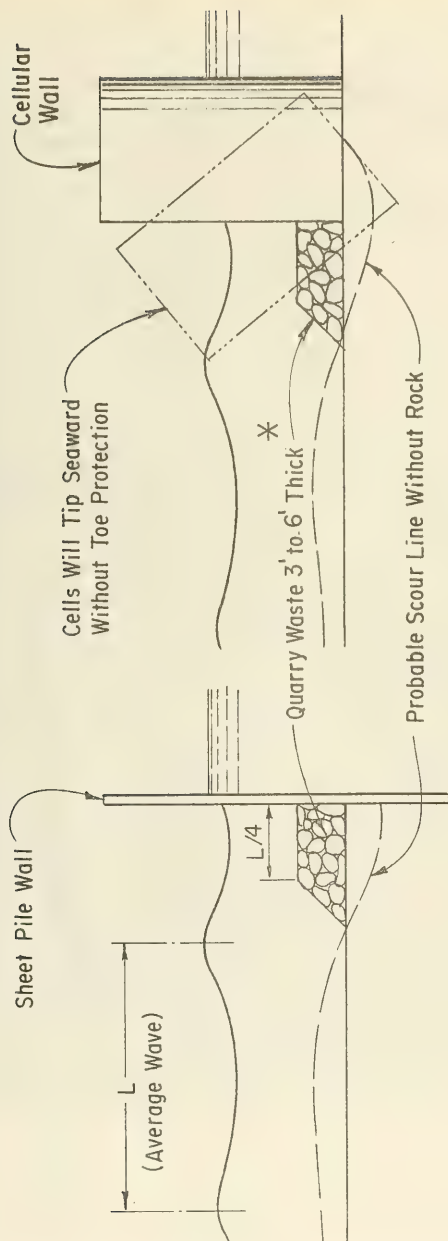 Sheet Pile Wall
L
(Average Wave)
L/4
Cells Will Tip Seaward
Without Toe Protection
Cellular
Wall
Quarry Waste 3' to 6' Thick *
Probable Scour Line Without Rock